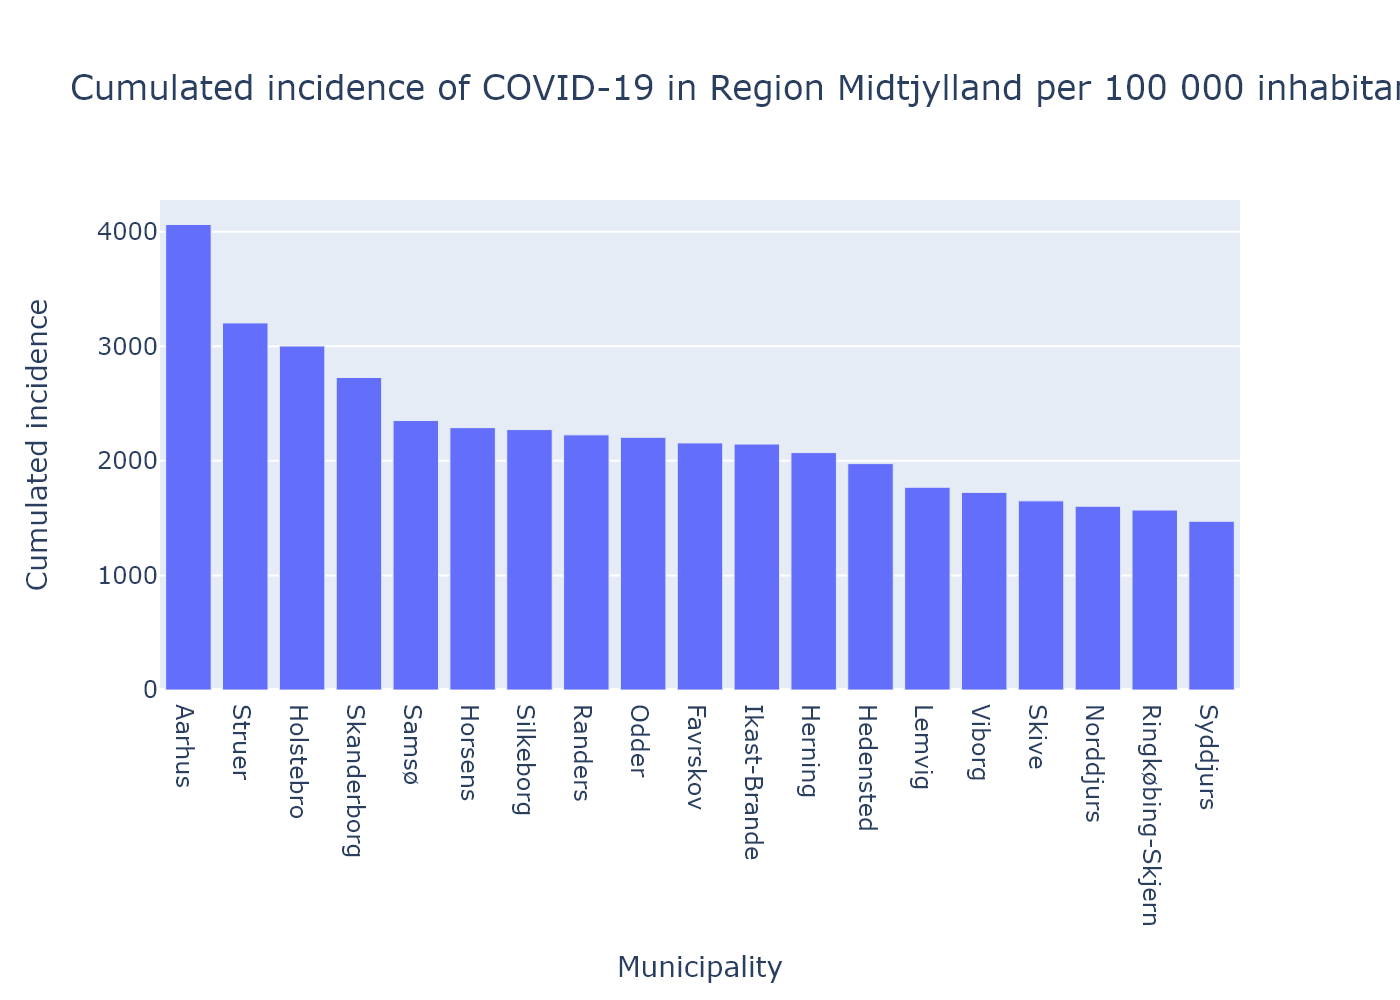 Cumulated incidence of COVID-19 in Region Midtjylland per 100 000
Cumulated incidence
4000
3000
2000
1000
0
Aarhus
Struer
Holstebro
Skanderborg
Samsø
Horsens
Silkeborg
Randers
Odder
Favrskov
Ikast-Brande
Herning
Hedensted
Lemvig
Viborg
Skive
Norddjurs
Ringkøbing-Skjern
Syddjurs
Municipality